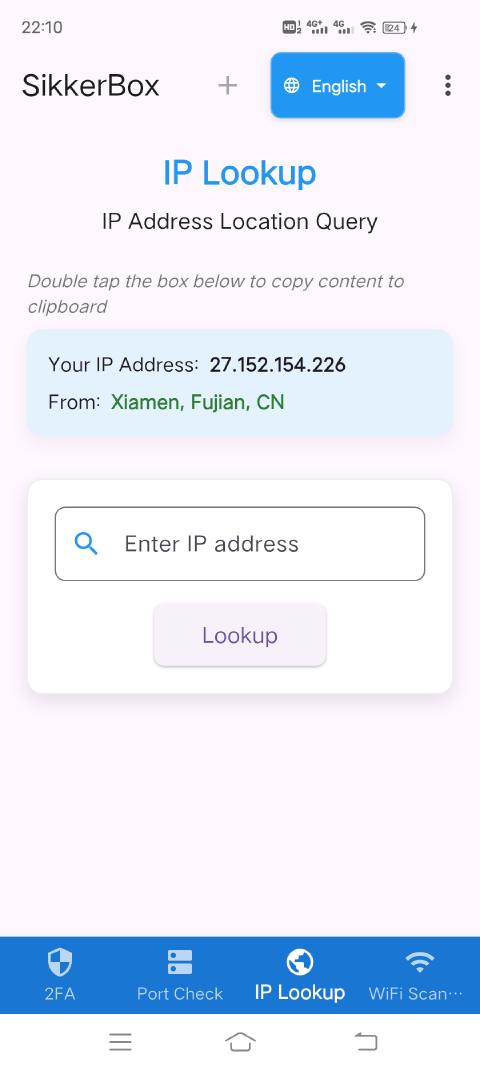 22:10
HD 1 2 4G+ 4G 24
SikkerBox
English
IP Lookup
IP Address Location Query
Double tap the box below to copy content to
clipboard
Your IP Address: 27.152.154.226
From: Xiamen, Fujian, CN
Enter IP address
Lookup
2FA
Port Check
IP Lookup
WiFi Scan…